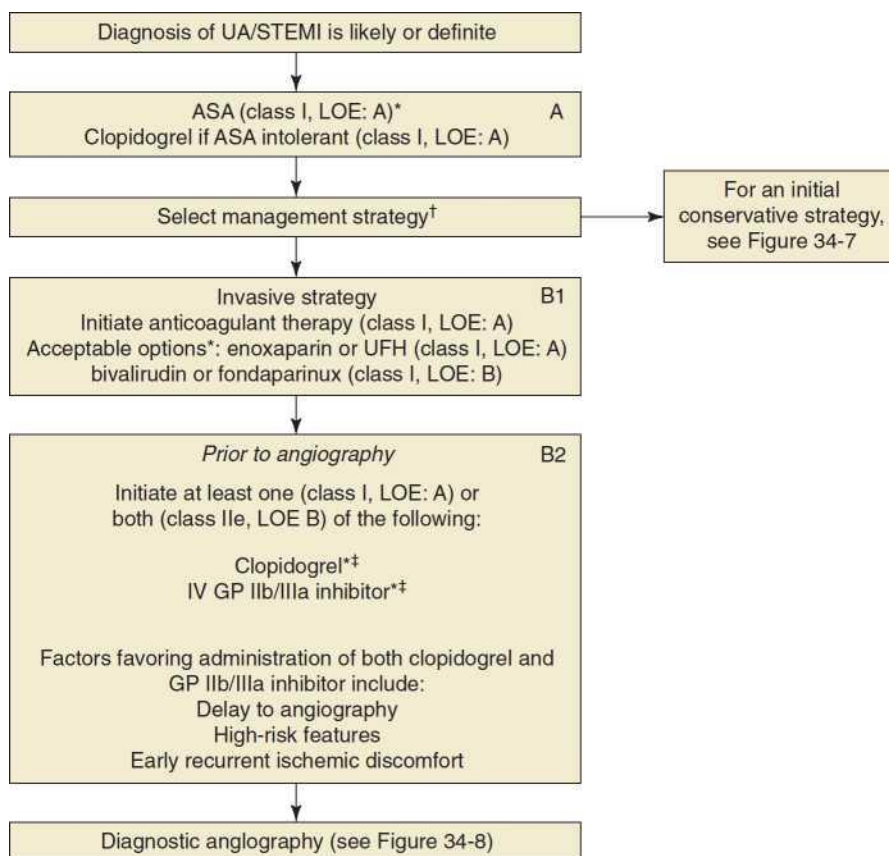 Diagnosis of UA/STEMI is likely or definite
ASA (class I, LOE: A)* A
Clopidogrel if ASA intolerant (class I, LOE: A)
Select management strategy†
For an initial
conservative strategy,
see Figure 34-7
Invasive strategy B1
Initiate anticoagulant therapy (class I, LOE: A)
Acceptable options*: enoxaparin or UFH (class I, LOE: A)
bivalirudin or fondaparinux (class I, LOE: B)
Prior to angiography B2
Initiate at least one (class I, LOE: A) or
both (class IIe, LOE B) of the following:
Clopidogrel*‡
IV GP IIb/IIIa inhibitor*‡
Factors favoring administration of both clopidogrel and
GP IIb/IIIa inhibitor include:
Delay to angiography
High-risk features
Early recurrent ischemic discomfort
Diagnostic anglography (see Figure 34-8)